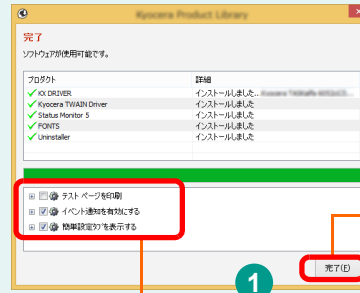 Kyocera Product Library
完了
ソフトウェアが使用可能です。
プロダクト 詳細
KX DRIVER インストールしました..
Kyocera TWAIN Driver インストールしました
Status Monitor 5 インストールしました
FONTS インストールしました
Uninstaller インストールしました
テスト ページを印刷
イベント通知を有効にする
簡単設定ﾀﾌﾞを表示する
完了(F)
1